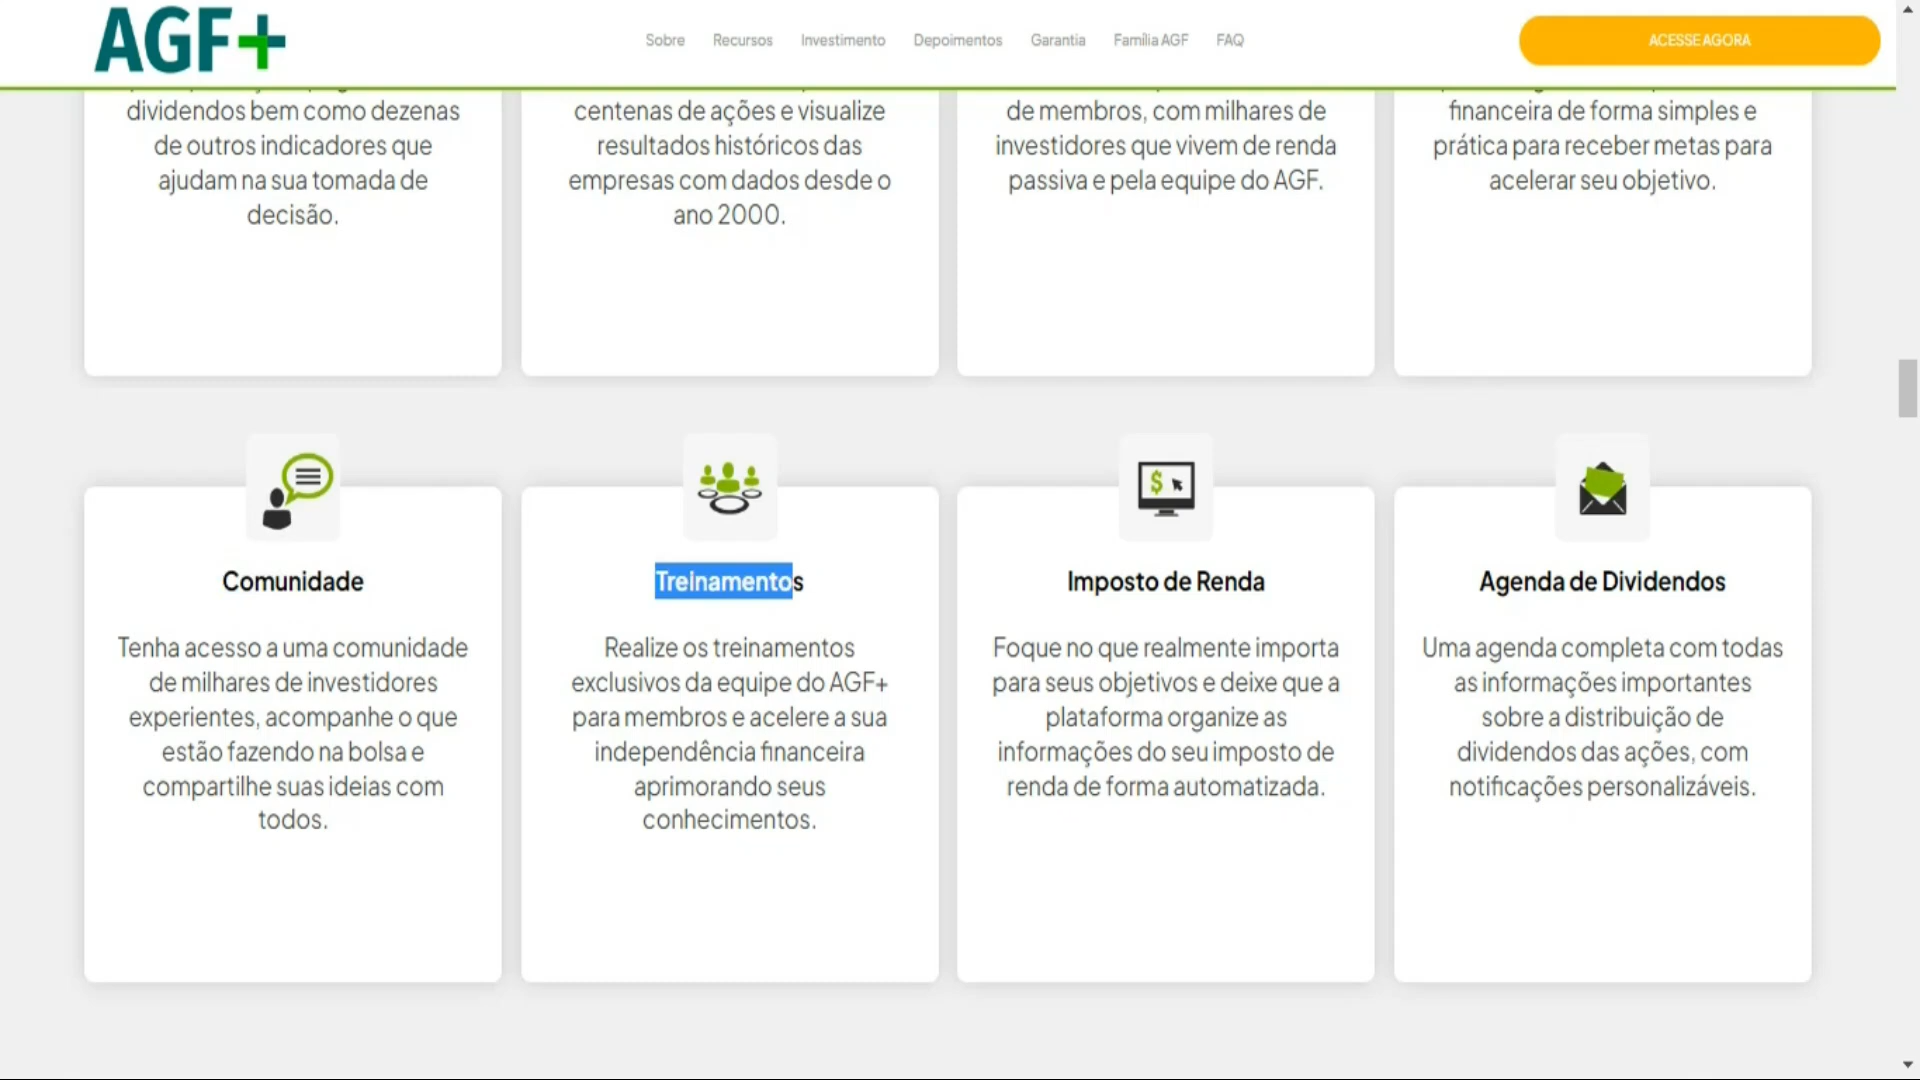 AGF+
Sobre
Recursos
Investimento
Depoimentos
Garantia
Família AGF
FAQ
ACESSE AGORA
dividendos bem como dezenas
de outros indicadores que
ajudam na sua tomada de
decisão.
centenas de ações e visualize
resultados históricos das
empresas com dados desde o
ano 2000.
de membros, com milhares de
investidores que vivem de renda
passiva e pela equipe do AGF.
financeira de forma simples e
prática para receber metas para
acelerar seu objetivo.
Comunidade
Tenha acesso a uma comunidade
de milhares de investidores
experientes, acompanhe o que
estão fazendo na bolsa e
compartilhe suas ideias com
todos.
Treinamentos
Realize os treinamentos
exclusivos da equipe do AGF+
para membros e acelere a sua
independência financeira
aprimorando seus
conhecimentos.
Imposto de Renda
Foque no que realmente importa
para seus objetivos e deixe que a
plataforma organize as
informações do seu imposto de
renda de forma automatizada.
Agenda de Dividendos
Uma agenda completa com todas
as informações importantes
sobre a distribuição de
dividendos das ações, com
notificações personalizáveis.